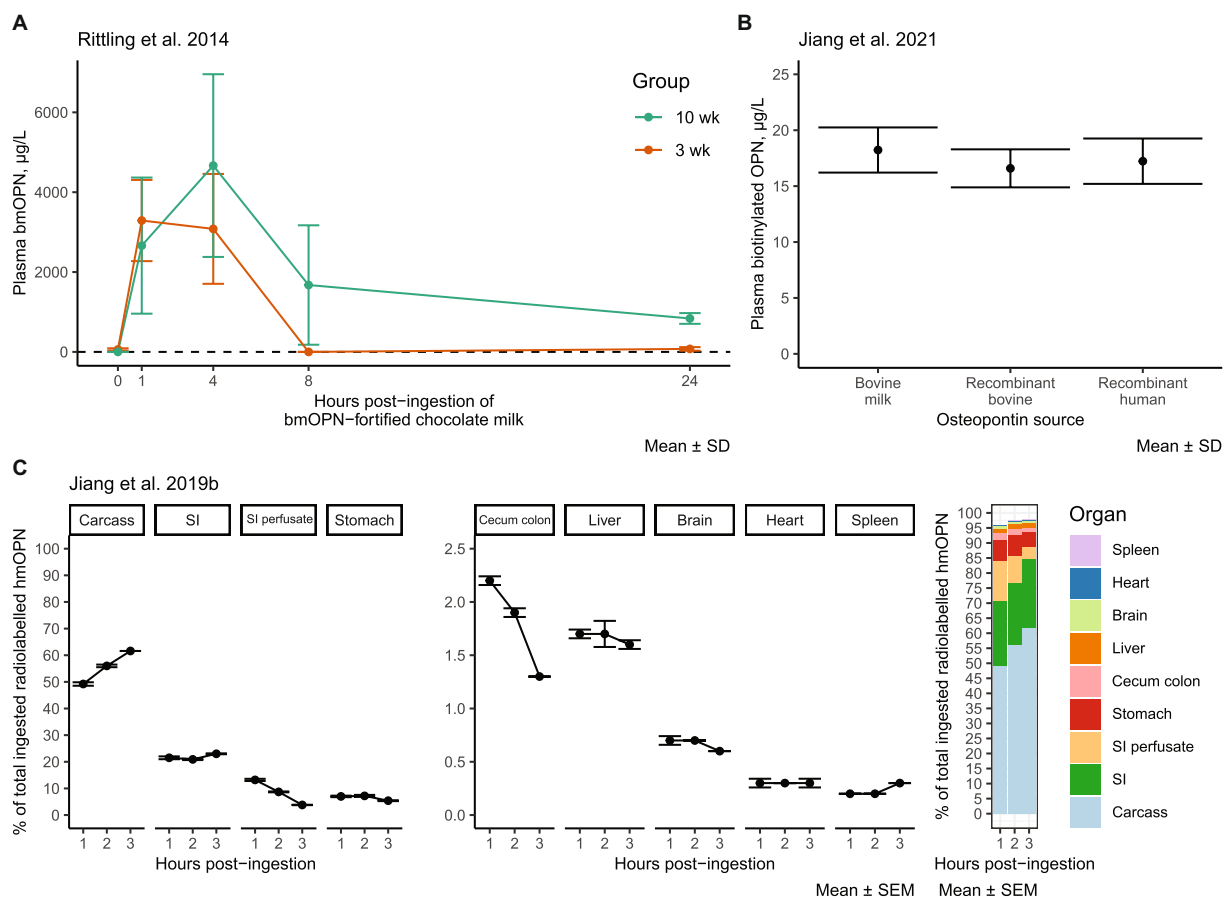 A
Rittling et al. 2014
Plasma bmOPN, µg/L
6000
4000
2000
0
0 1 4 8 24
Hours post−ingestion of
bmOPN−fortified chocolate milk
Mean ± SD
Group
10 wk
3 wk
B
Jiang et al. 2021
Plasma biotinylated OPN, µg/L
25
20
15
10
5
0
Bovine
milk
Recombinant
bovine
Recombinant
human
Osteopontin source
Mean ± SD
C
Jiang et al. 2019b
% of total ingested radiolabelled hmOPN
Carcass SI SI perfusate Stomach
100
90
80
70
60
50
40
30
20
10
0
1 2 3 1 2 3 1 2 3 1 2 3
Hours post−ingestion
Cecum colon Liver Brain Heart Spleen
2.5
2.0
1.5
1.0
0.5
0.0
1 2 3 1 2 3 1 2 3 1 2 3 1 2 3
Hours post−ingestion
Mean ± SEM
% of total ingested radiolabelled hmOPN
100
95
90
85
80
75
70
65
60
55
50
45
40
35
30
25
20
15
10
5
0
1 2 3
Hours post−ingestion
Mean ± SEM
Organ
Spleen
Heart
Brain
Liver
Cecum colon
Stomach
SI perfusate
SI
Carcass